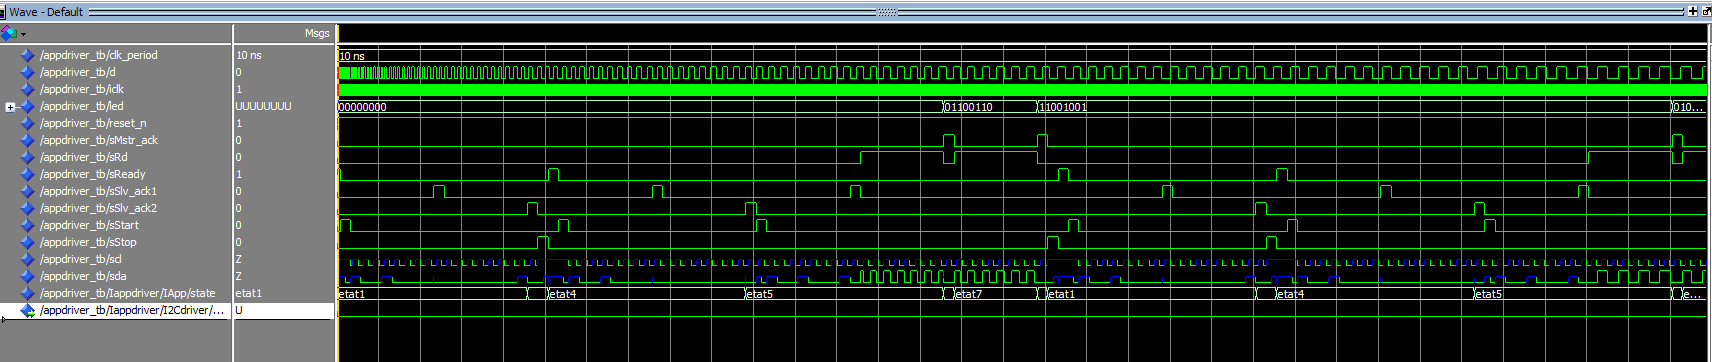 Wave - Default
Msgs
/appdriver_tb/clk_period 10 ns 10 ns
/appdriver_tb/d 0
/appdriver_tb/iclk 1
/appdriver_tb/led UUUUUUUU 00000000 01100110 11001001 010...
/appdriver_tb/reset_n 1
/appdriver_tb/sMstr_ack 0
/appdriver_tb/sRd 0
/appdriver_tb/sReady 1
/appdriver_tb/sSlv_ack1 0
/appdriver_tb/sSlv_ack2 0
/appdriver_tb/sStart 0
/appdriver_tb/sStop 0
/appdriver_tb/scl Z
/appdriver_tb/sda Z
/appdriver_tb/Iappdriver/IApp/state etat1 etat1 etat4 etat5 etat7 etat1 etat4 etat5 e...
/appdriver_tb/Iappdriver/I2Cdriver/... U